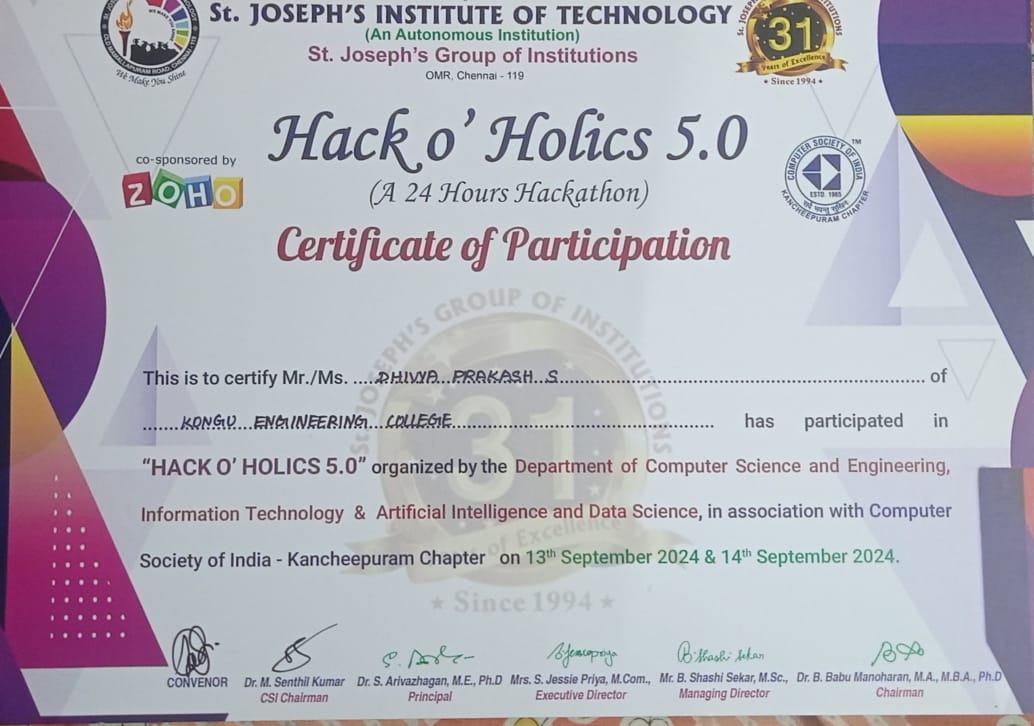 St. JOSEPH'S INSTITUTE OF TECHNOLOGY
(An Autonomous Institution)
St. Joseph's Group of Institutions
OMR, Chennai - 119
We Make You Shine
31
Years of Excellence
• Since 1994 •
Hack o' Holics 5.0
(A 24 Hours Hackathon)
co-sponsored by
ZOHO
COMPUTER SOCIETY OF INDIA
TM
ESTD. 1965
KANCHEEPURAM CHAPTER
Certificate of Participation
St. JOSEPH'S GROUP OF INSTITUTIONS
31
of Excellence
★ Since 1994 ★
This is to certify Mr./Ms. ....DHIVYA PRAKASH S.... of
....KONGU ENGINEERING COLLEGE.... has participated in
“HACK O' HOLICS 5.0” organized by the Department of Computer Science and Engineering,
Information Technology & Artificial Intelligence and Data Science, in association with Computer
Society of India - Kancheepuram Chapter on 13th September 2024 & 14th September 2024.
CONVENOR
Dr. M. Senthil Kumar
CSI Chairman
Dr. S. Arivazhagan, M.E., Ph.D
Principal
Mrs. S. Jessie Priya, M.Com.,
Executive Director
Mr. B. Shashi Sekar, M.Sc.,
Managing Director
Dr. B. Babu Manoharan, M.A., M.B.A., Ph.D
Chairman